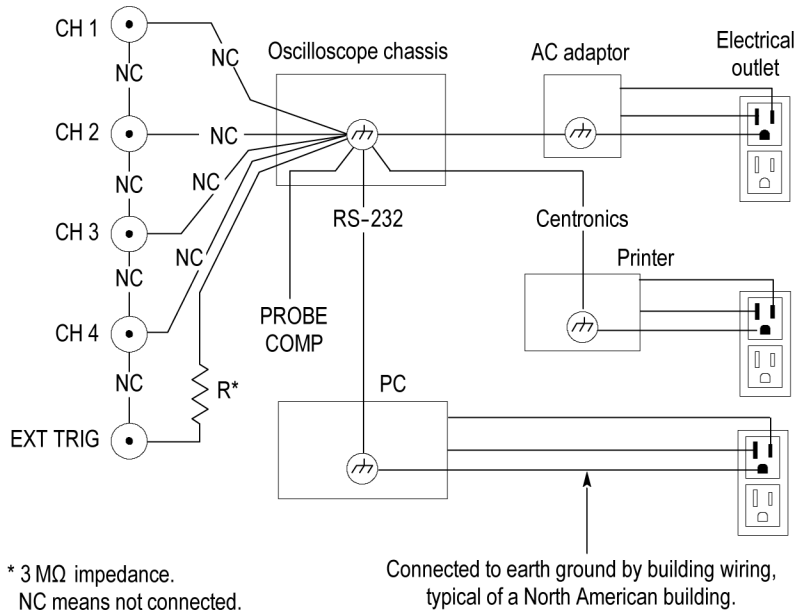 CH 1
Oscilloscope chassis
AC adaptor
Electrical
outlet
NC
NC
CH 2
NC
NC
NC
CH 3
RS-232
Centronics
NC
NC
Printer
PROBE
COMP
CH 4
NC
R*
PC
EXT TRIG
* 3 MΩ impedance.
NC means not connected.
Connected to earth ground by building wiring,
typical of a North American building.